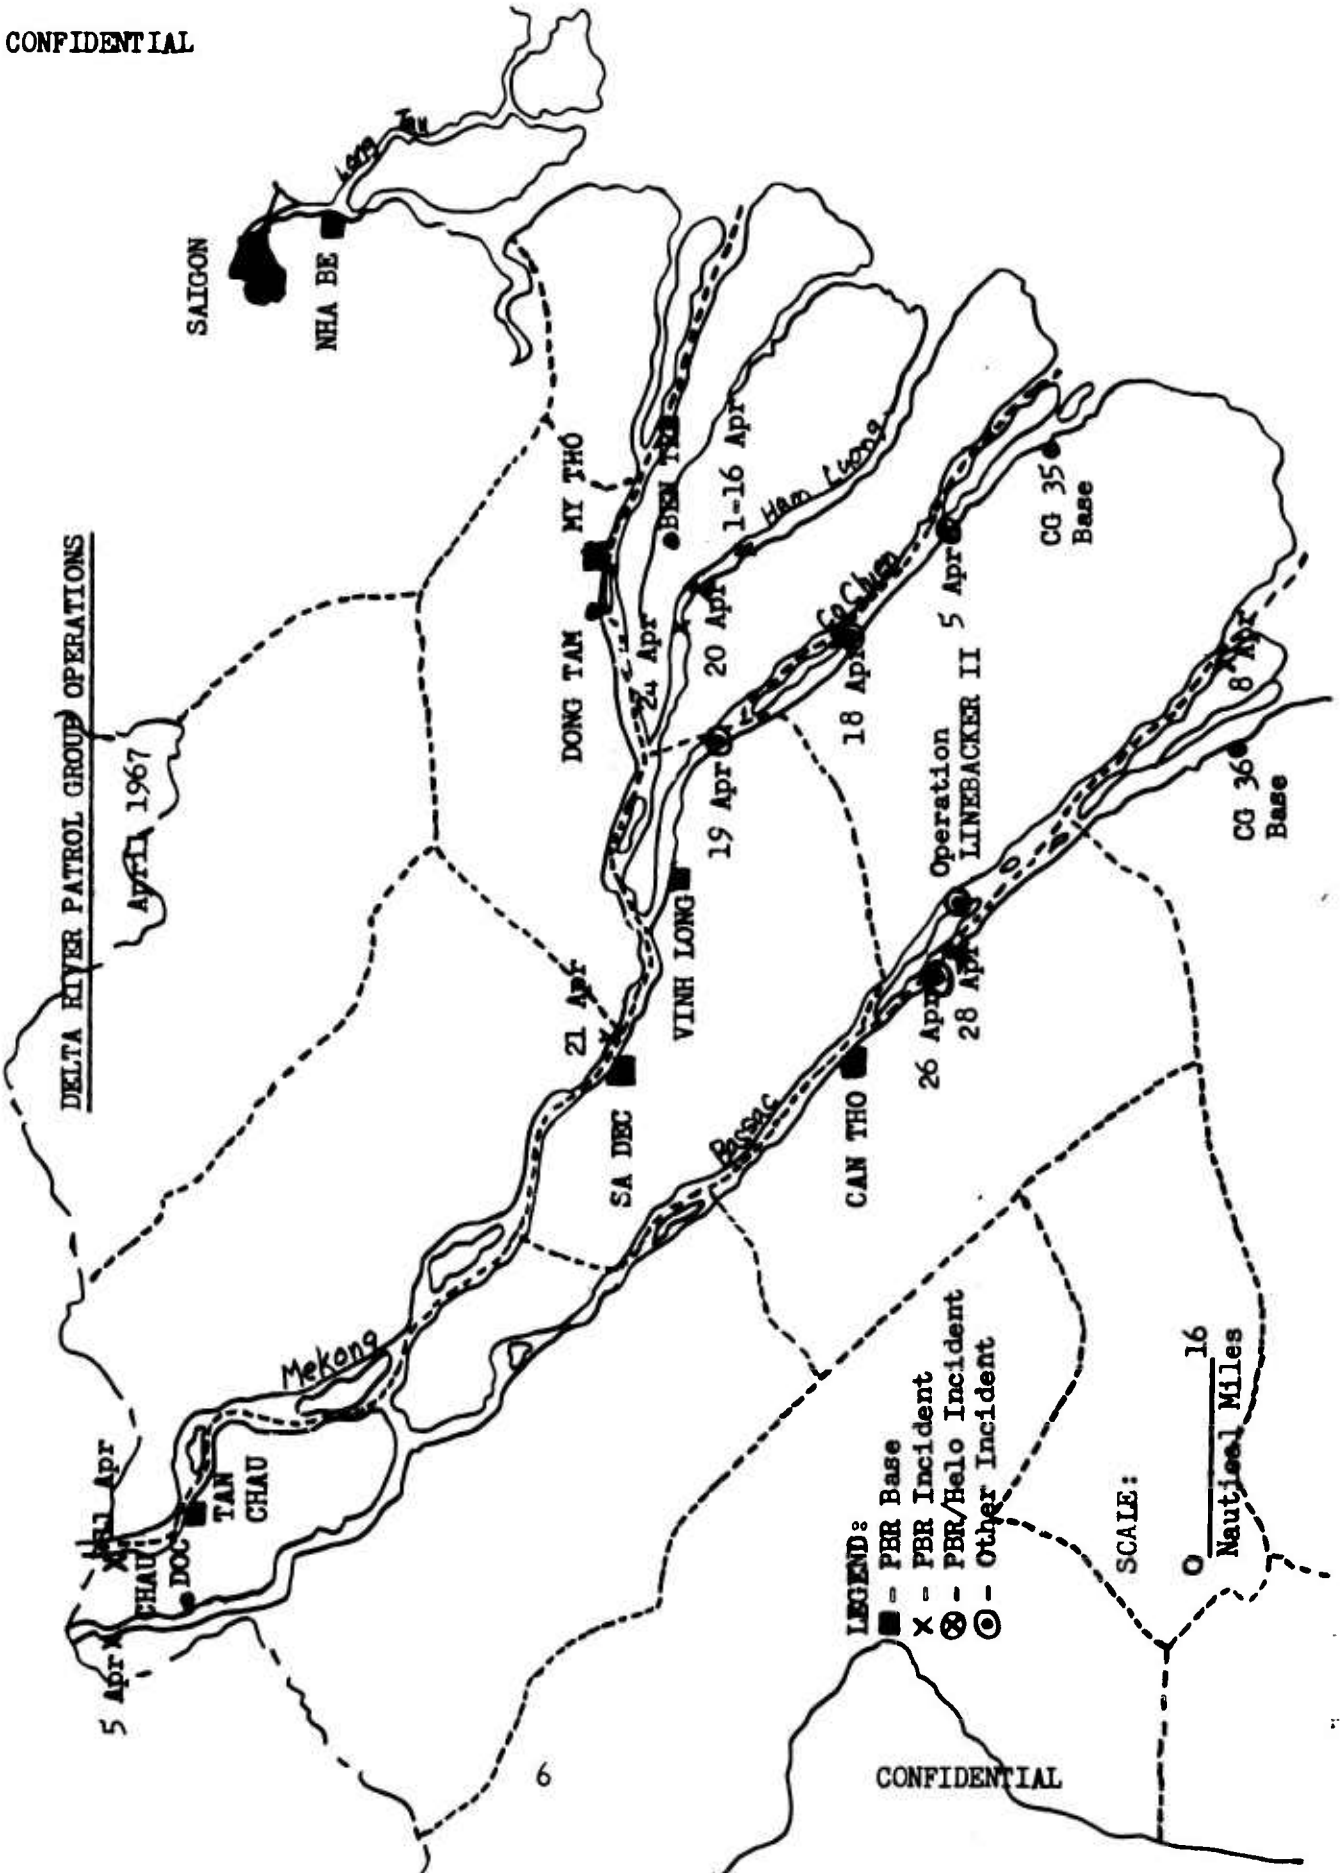 CONFIDENTIAL
DELTA RIVER PATROL GROUP OPERATIONS
April 1967
SAIGON
NHA BE
Long Tau
MY THO
DONG TAM
BEN TRE
24 Apr
20 Apr
1-16 Apr
Ham Luong
Co Chien
19 Apr
18 Apr
5 Apr
CG 35
Base
21 Apr
SA DEC
VINH LONG
Operation
LINEBACKER II
26 Apr
28 Apr
8 Apr
CG 36
Base
CAN THO
Bassac
Mekong
Apr
TAN
CHAU
CHAU
DOC
5 Apr
LEGEND:
- PBR Base
X - PBR Incident
- PBR/Helo Incident
- Other Incident
SCALE:
0 16
Nautical Miles
6
CONFIDENTIAL